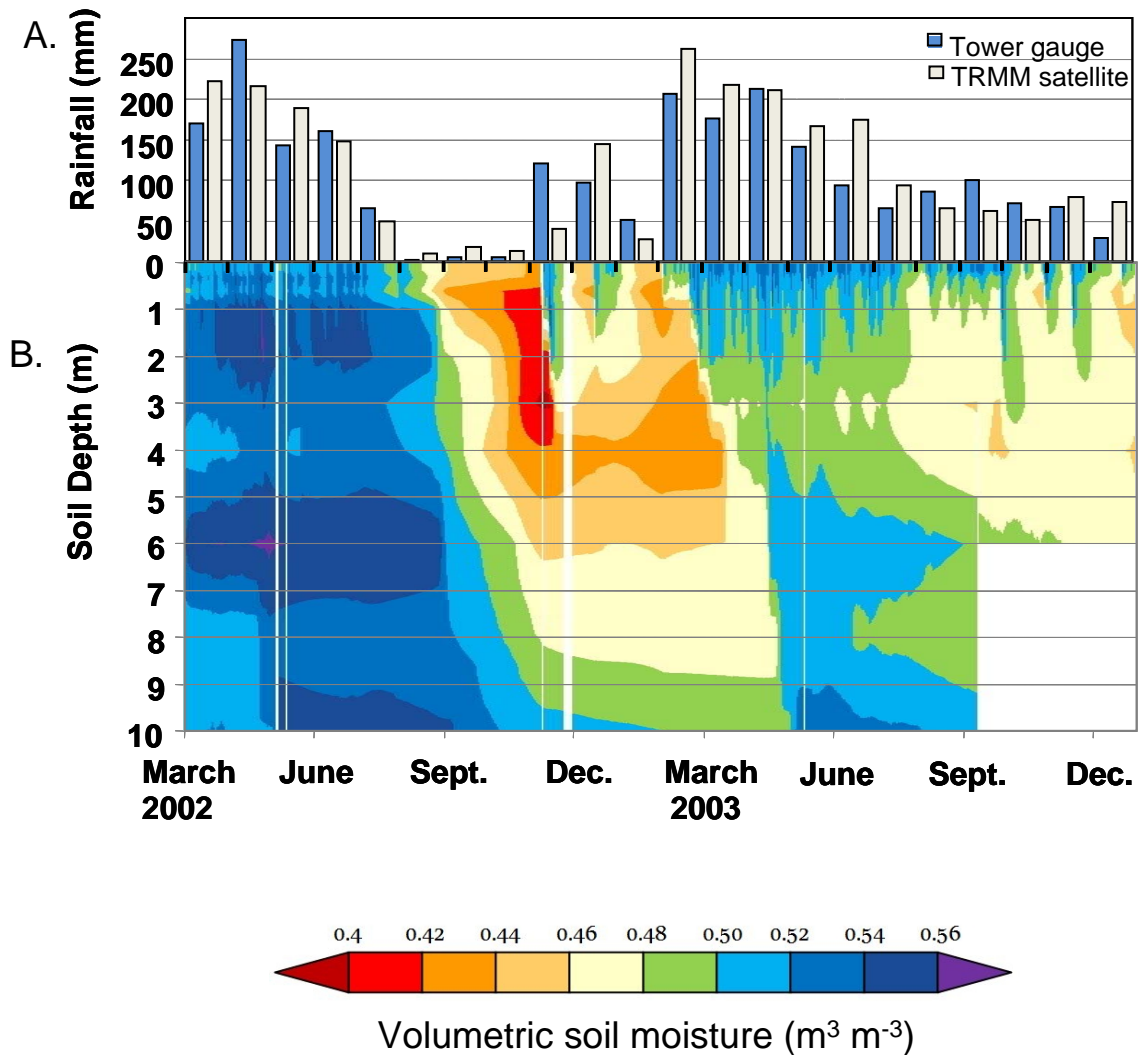 A.
Rainfall (mm)
250
200
150
100
50
0
Tower gauge
TRMM satellite
B.
Soil Depth (m)
1
2
3
4
5
6
7
8
9
10
March June Sept. Dec. March June Sept. Dec.
2002 2003
0.4 0.42 0.44 0.46 0.48 0.50 0.52 0.54 0.56
Volumetric soil moisture (m³ m⁻³)